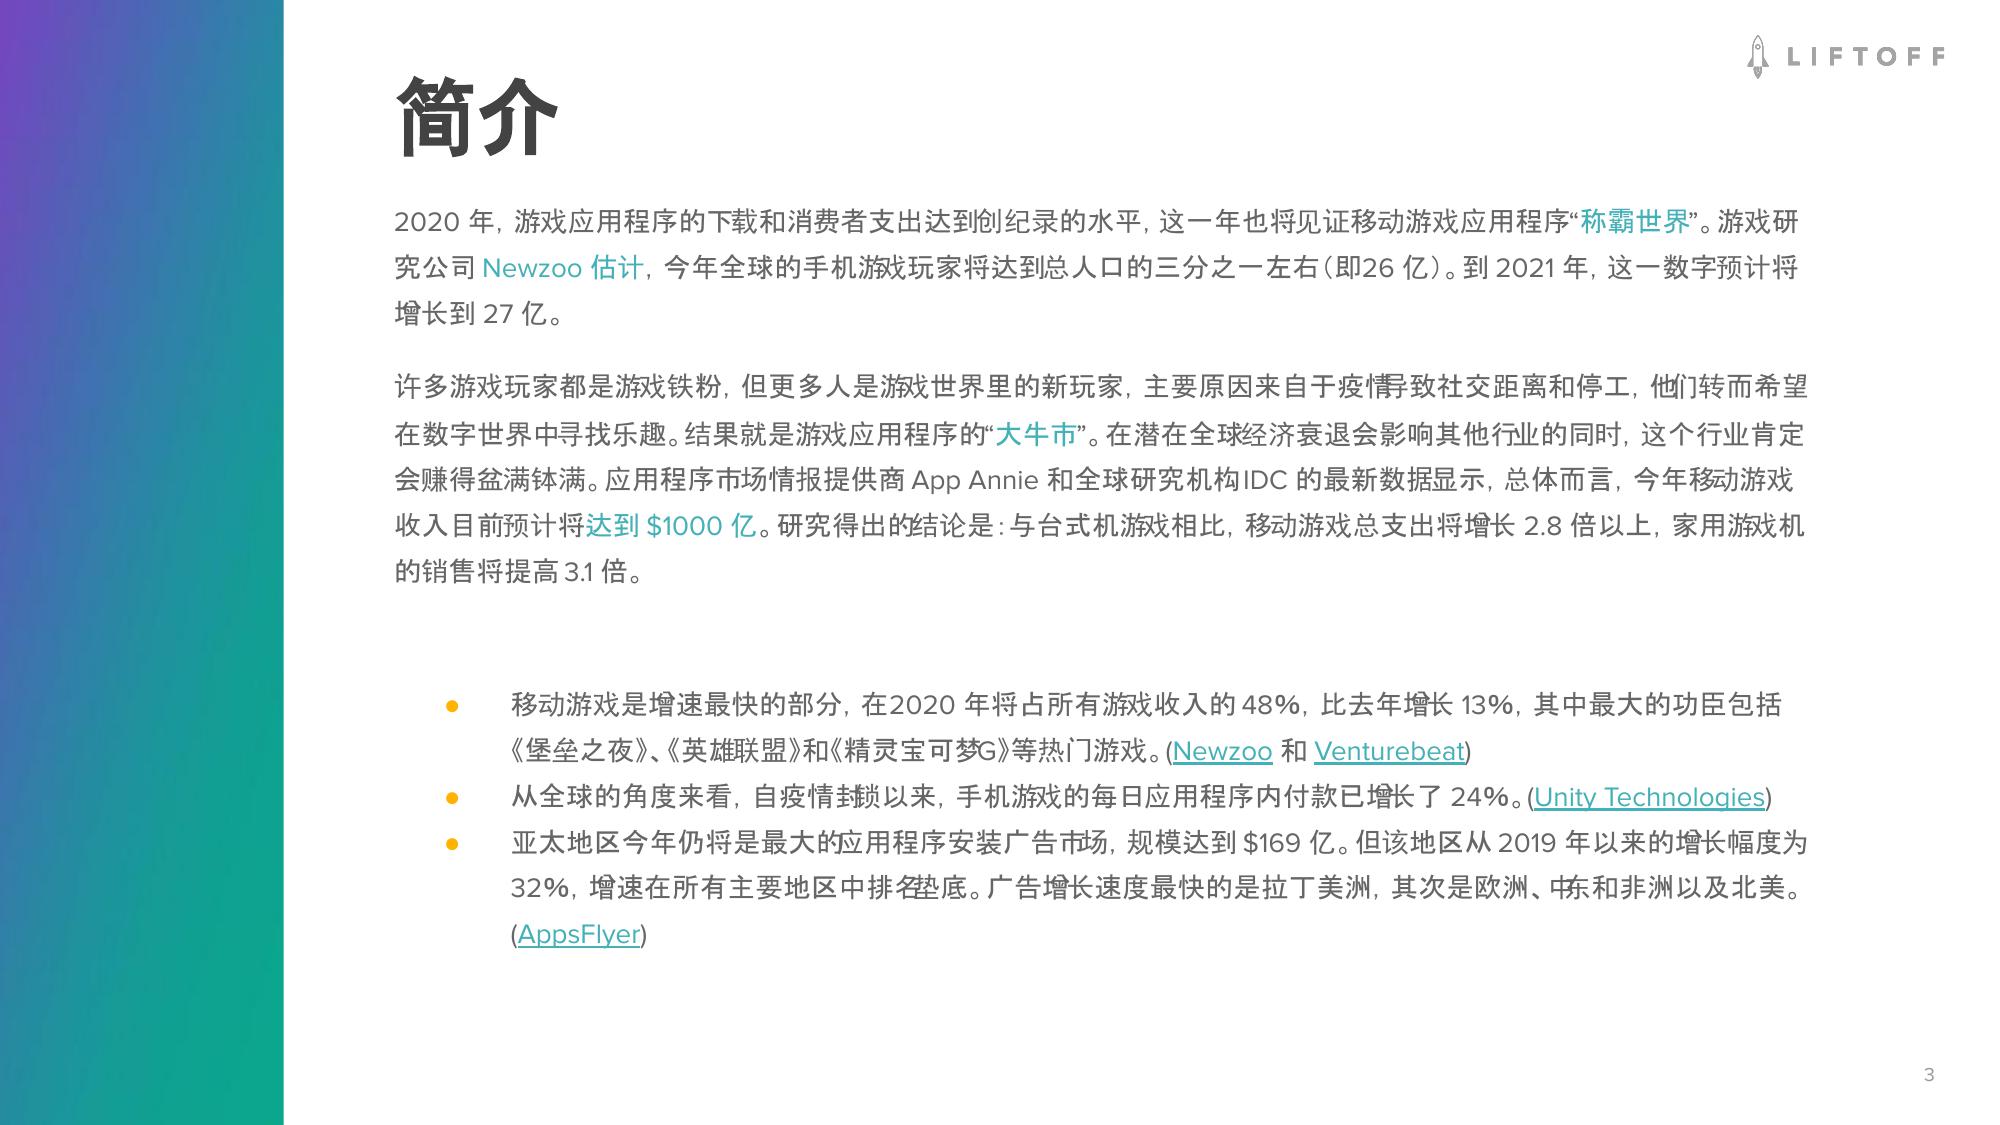 LIFTOFF
简介
2020 年, 游戏应用程序的下载和消费者支出达到创纪录的水平, 这一年也将见证移动游戏应用程序“称霸世界”。游戏研
究公司 Newzoo 估计, 今年全球的手机游戏玩家将达到总人口的三分之一左右（即26 亿）。到 2021 年, 这一数字预计将
增长到 27 亿。
许多游戏玩家都是游戏铁粉, 但更多人是游戏世界里的新玩家, 主要原因来自于疫情导致社交距离和停工, 他们转而希望
在数字世界中寻找乐趣。结果就是游戏应用程序的“大牛市”。在潜在全球经济衰退会影响其他行业的同时, 这个行业肯定
会赚得盆满钵满。应用程序市场情报提供商 App Annie 和全球研究机构IDC 的最新数据显示, 总体而言, 今年移动游戏
收入目前预计将达到 $1000 亿。研究得出的结论是：与台式机游戏相比, 移动游戏总支出将增长 2.8 倍以上, 家用游戏机
的销售将提高 3.1 倍。
● 移动游戏是增速最快的部分, 在2020 年将占所有游戏收入的 48%, 比去年增长 13%, 其中最大的功臣包括
《堡垒之夜》、《英雄联盟》和《精灵宝可梦G》等热门游戏。(Newzoo 和 Venturebeat)
● 从全球的角度来看, 自疫情封锁以来, 手机游戏的每日应用程序内付款已增长了 24%。(Unity Technologies)
● 亚太地区今年仍将是最大的应用程序安装广告市场, 规模达到 $169 亿。但该地区从 2019 年以来的增长幅度为
32%, 增速在所有主要地区中排名垫底。广告增长速度最快的是拉丁美洲, 其次是欧洲、中东和非洲以及北美。
(AppsFlyer)
3